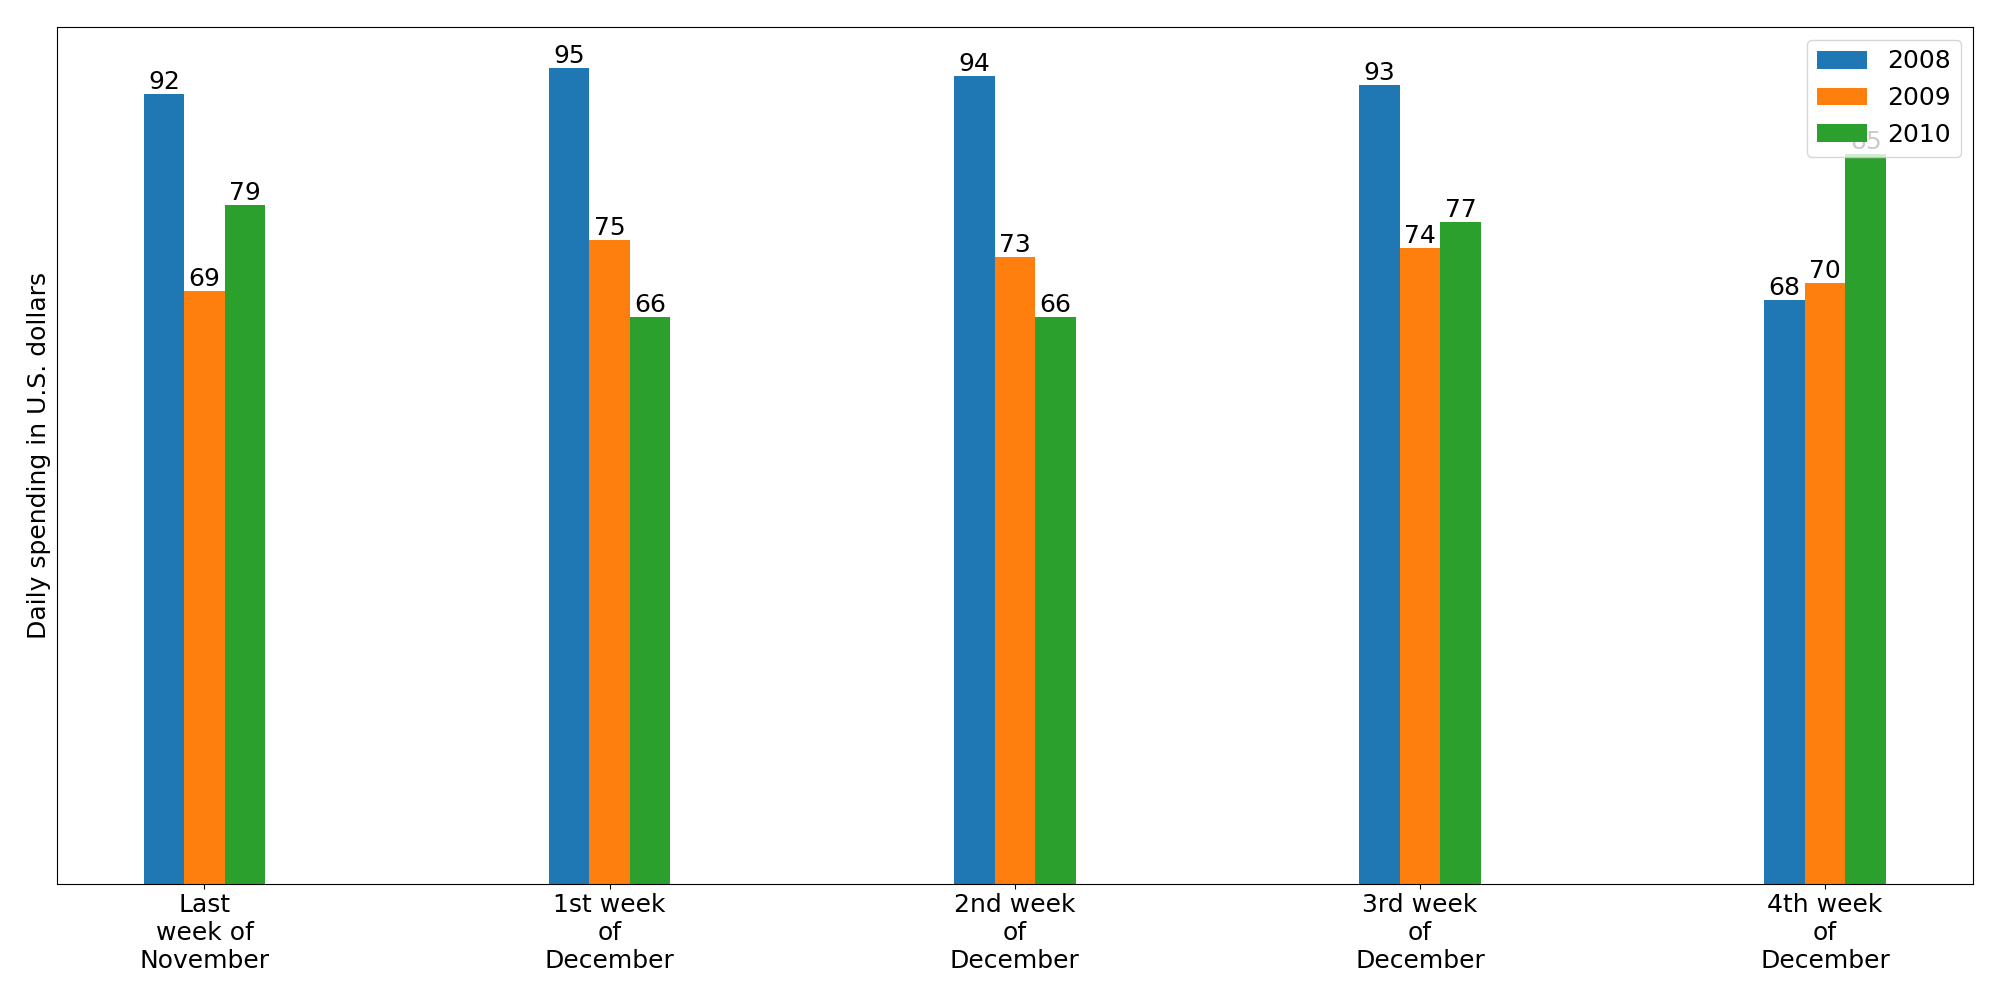 Daily spending in U.S. dollars
92
69
79
95
75
66
94
73
66
93
74
77
68
70
85
2008
2009
2010
Last
week of
November
1st week
of
December
2nd week
of
December
3rd week
of
December
4th week
of
December